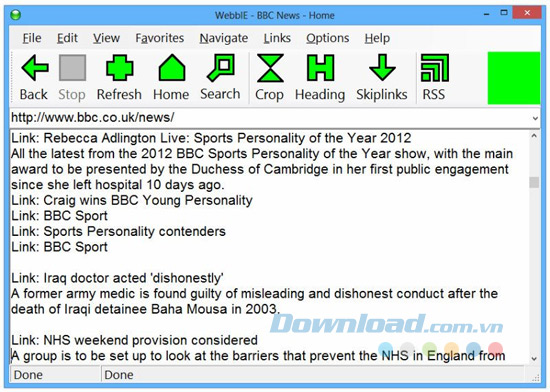 WebbIE - BBC News - Home
File Edit View Favorites Navigate Links Options Help
Back Stop Refresh Home Search Crop Heading Skiplinks RSS
http://www.bbc.co.uk/news/
Link: Rebecca Adlington Live: Sports Personality of the Year 2012
All the latest from the 2012 BBC Sports Personality of the Year show, with the main
award to be presented by the Duchess of Cambridge in her first public engagement
since she left hospital 10 days ago.
Link: Craig wins BBC Young Personality
Link: BBC Sport
Link: Sports Personality contenders
Link: BBC Sport
Link: Iraq doctor acted 'dishonestly'
A former army medic is found guilty of misleading and dishonest conduct after the
death of Iraqi detainee Baha Mousa in 2003.
Link: NHS weekend provision considered
A group is to be set up to look at the barriers that prevent the NHS in England from
Download.com.vn
Done Done